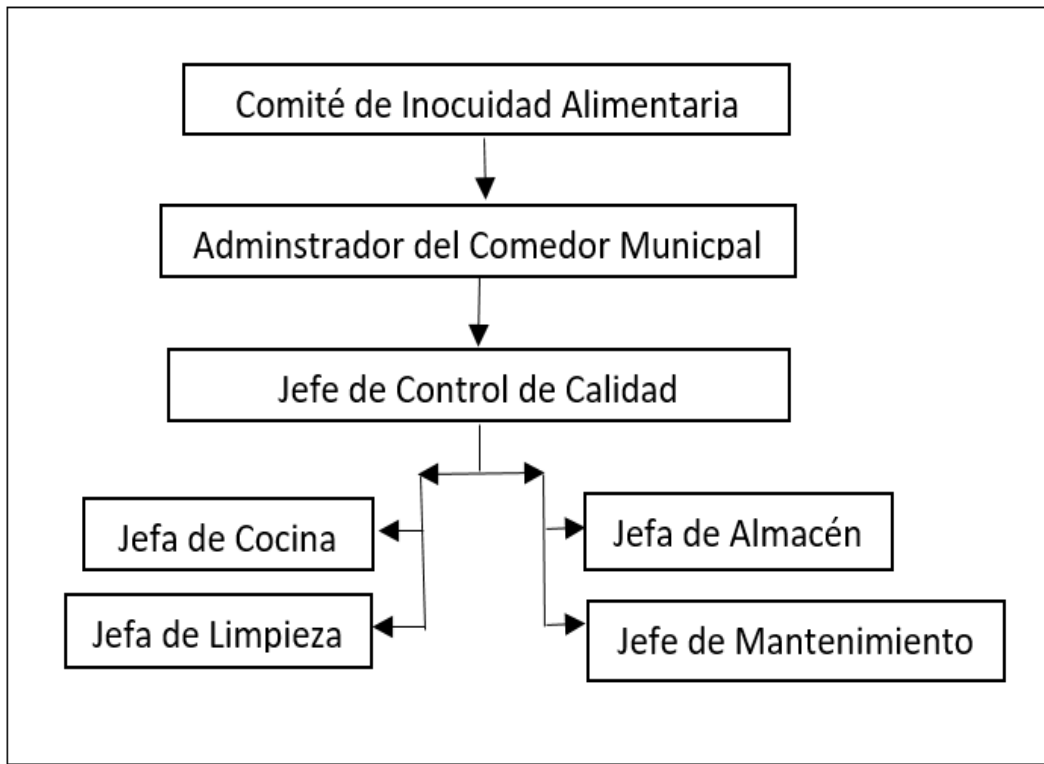 Comité de Inocuidad Alimentaria
Adminstrador del Comedor Municpal
Jefe de Control de Calidad
Jefa de Cocina
Jefa de Almacén
Jefa de Limpieza
Jefe de Mantenimiento